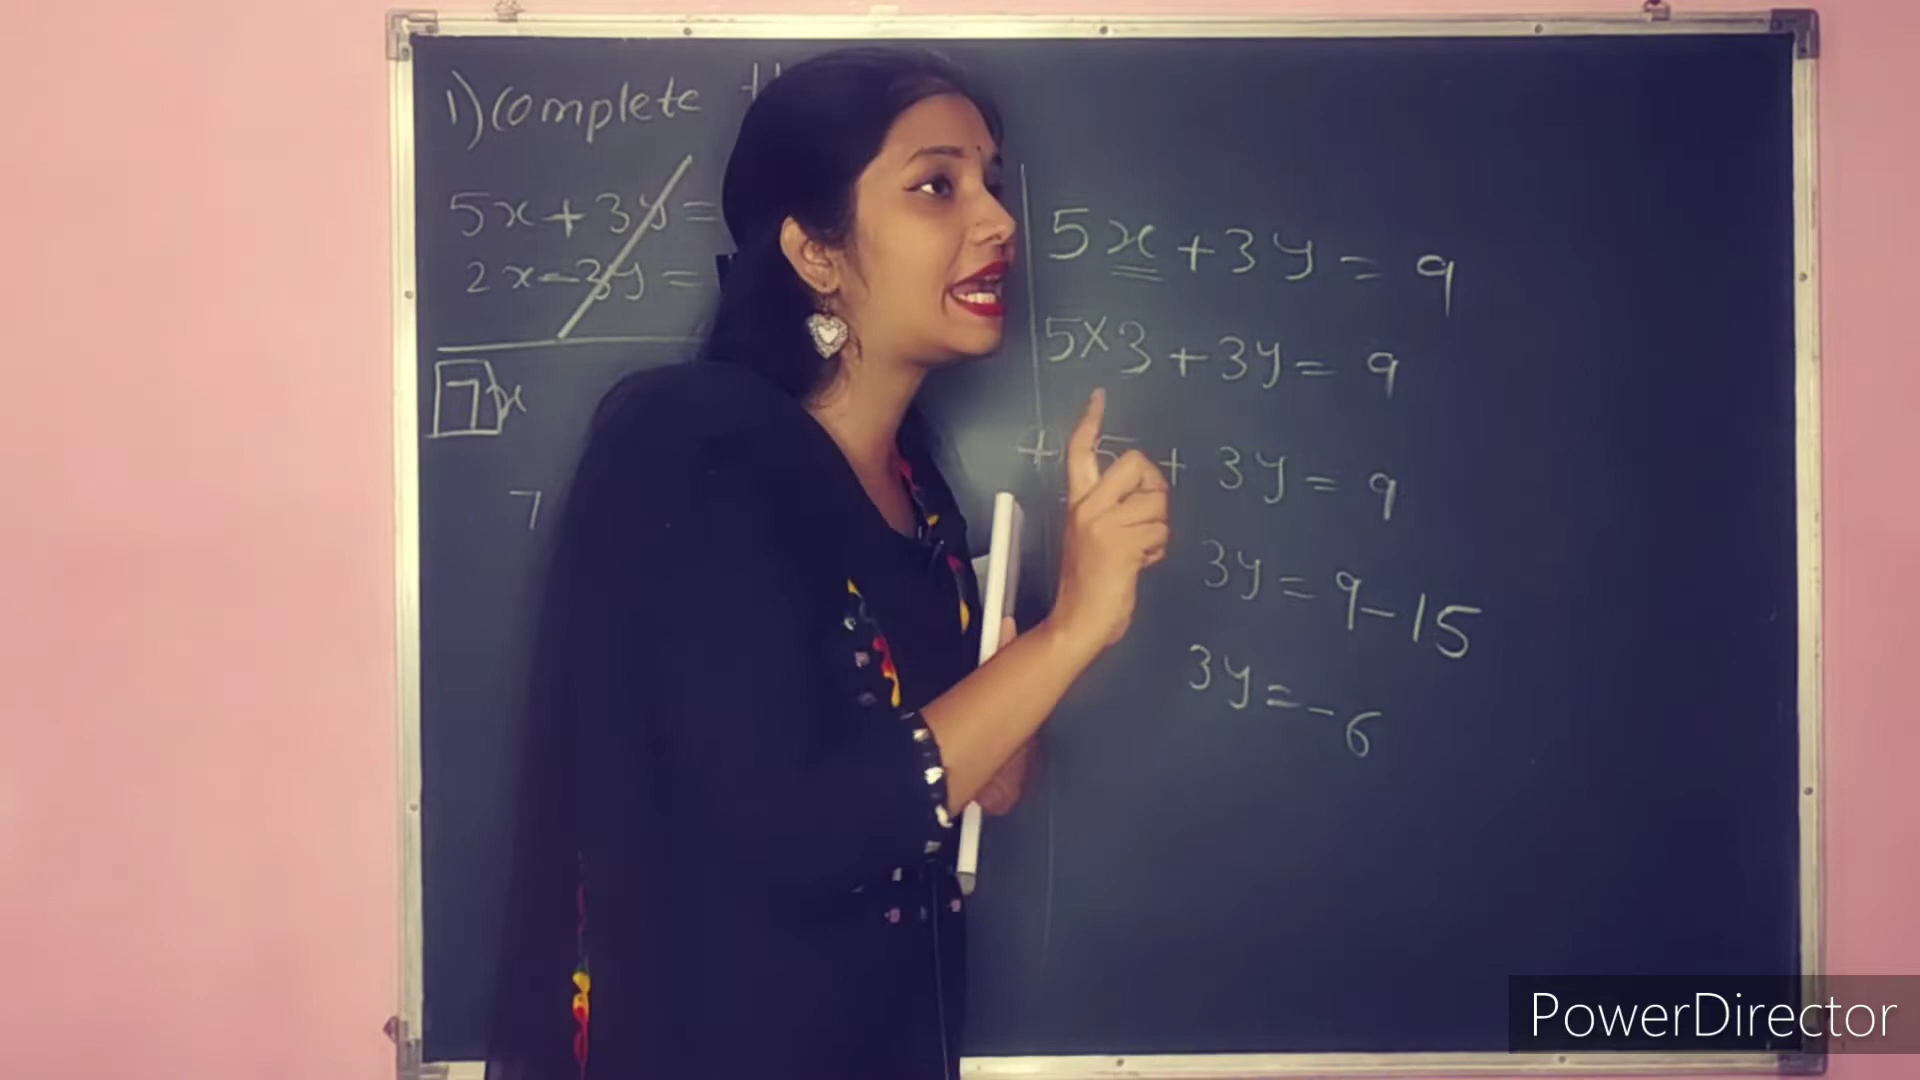 1) Complete
5x + 3y =
2x - 3y =
7x
7
5x + 3y = 9
5×3 + 3y = 9
+ 15 + 3y = 9
3y = 9 - 15
3y = -6
PowerDirector